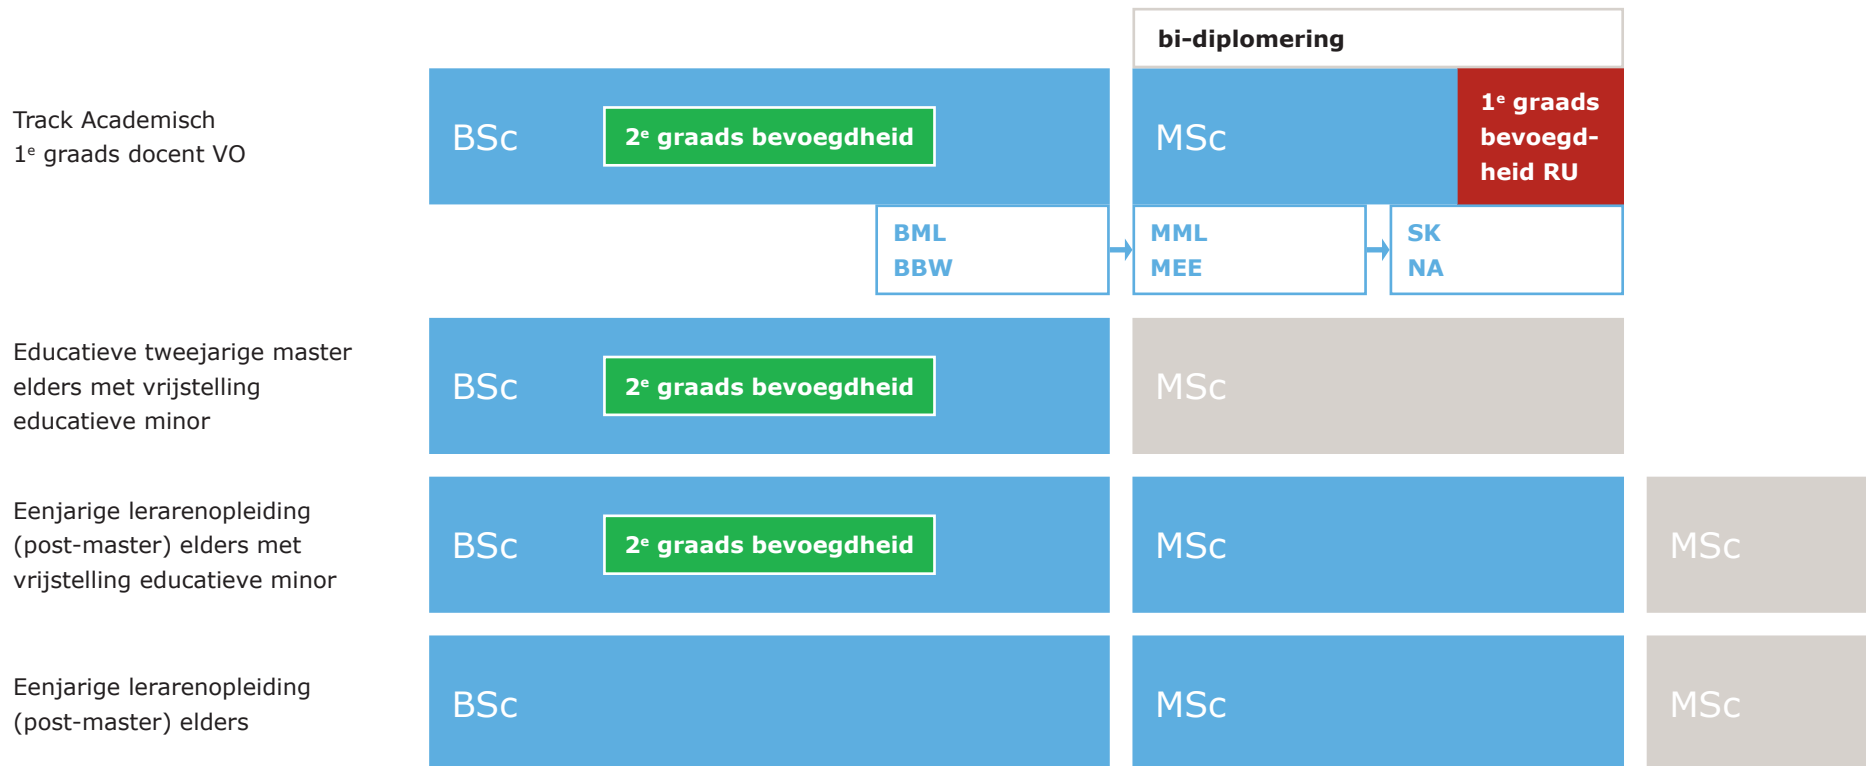 bi-diplomering
Track Academisch
1ᵉ graads docent VO
BSc
2ᵉ graads bevoegdheid
MSc
1ᵉ graads
bevoegd-
heid RU
BML
BBW
MML
MEE
SK
NA
Educatieve tweejarige master
elders met vrijstelling
educatieve minor
BSc
2ᵉ graads bevoegdheid
MSc
Eenjarige lerarenopleiding
(post-master) elders met
vrijstelling educatieve minor
BSc
2ᵉ graads bevoegdheid
MSc
MSc
Eenjarige lerarenopleiding
(post-master) elders
BSc
MSc
MSc